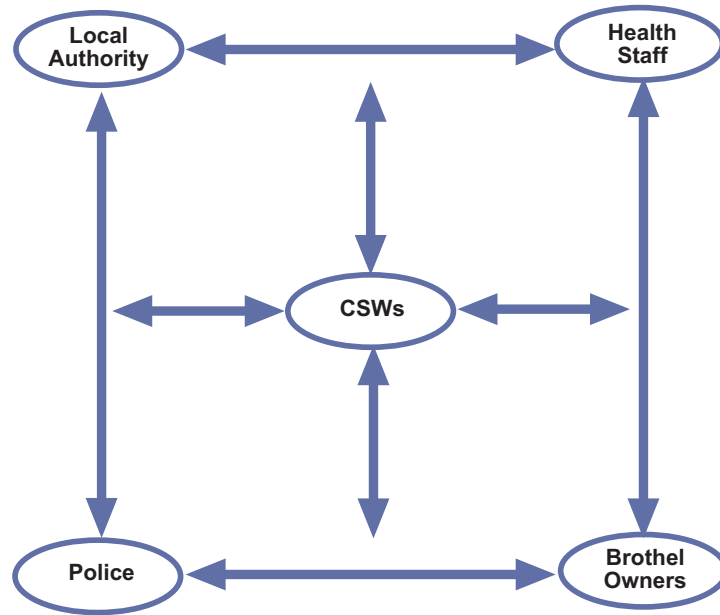 Local
Authority
Health
Staff
CSWs
Police
Brothel
Owners